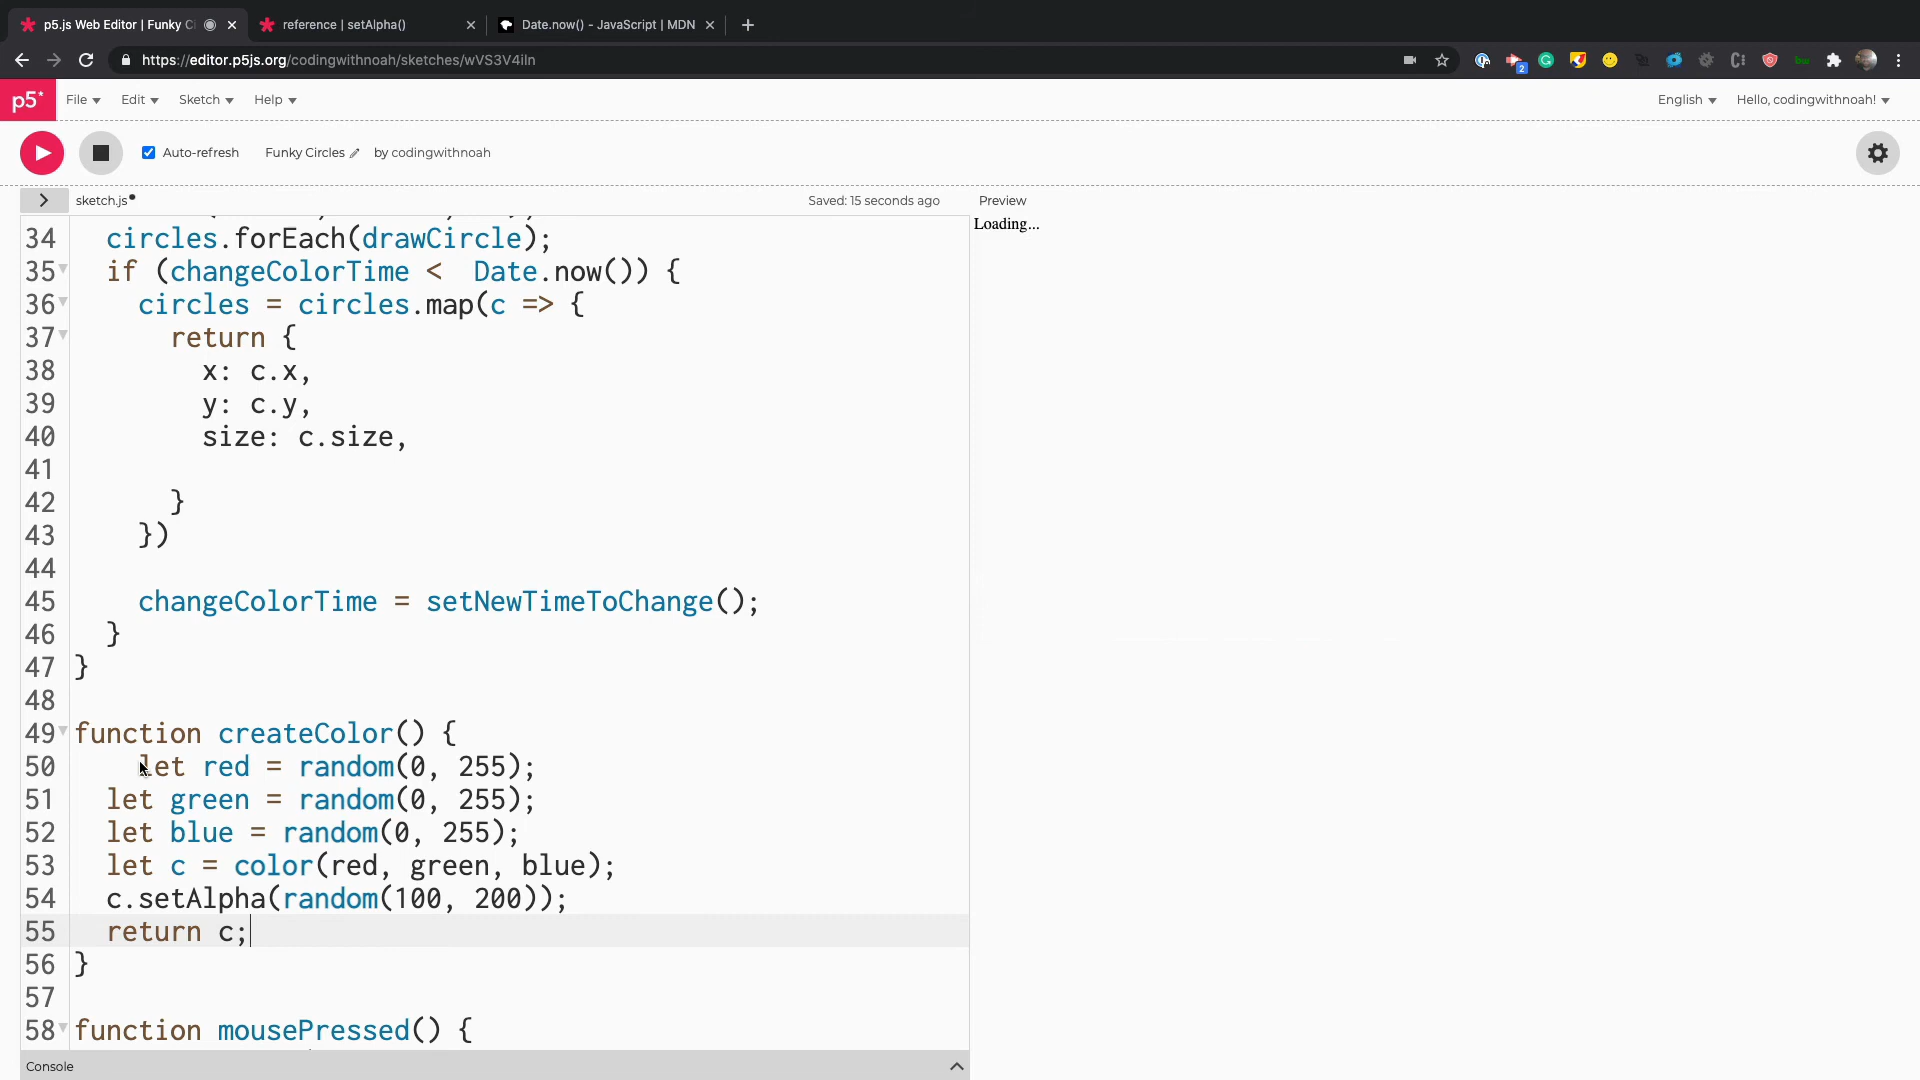 p5.js Web Editor | Funky C
reference | setAlpha()
Date.now() - JavaScript | MDN
https://editor.p5js.org/codingwithnoah/sketches/wVS3V4iln
2
p5*
File
Edit
Sketch
Help
English
Hello, codingwithnoah!
Auto-refresh
Funky Circles
by codingwithnoah
sketch.js
Saved: 15 seconds ago
Preview
Loading...
34 circles.forEach(drawCircle);
35 if (changeColorTime <  Date.now()) {
36 circles = circles.map(c => {
37 return {
38 x: c.x,
39 y: c.y,
40 size: c.size,
41
42 }
43 })
44
45 changeColorTime = setNewTimeToChange();
46 }
47 }
48
49 function createColor() {
50 let red = random(0, 255);
51 let green = random(0, 255);
52 let blue = random(0, 255);
53 let c = color(red, green, blue);
54 c.setAlpha(random(100, 200));
55 return c;
56 }
57
58 function mousePressed() {
Console